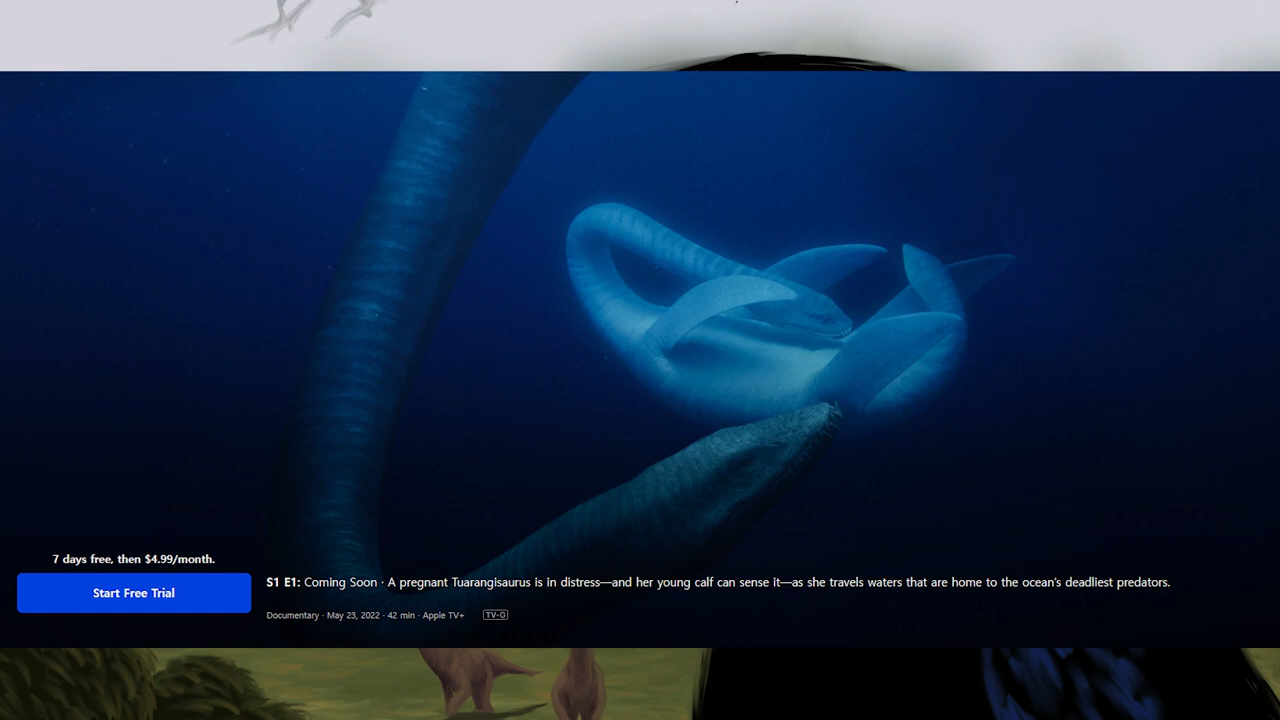 7 days free, then $4.99/month.
Start Free Trial
S1 E1: Coming Soon · A pregnant Tuarangisaurus is in distress—and her young calf can sense it—as she travels waters that are home to the ocean’s deadliest predators.
Documentary · May 23, 2022 · 42 min · Apple TV+ TV-G